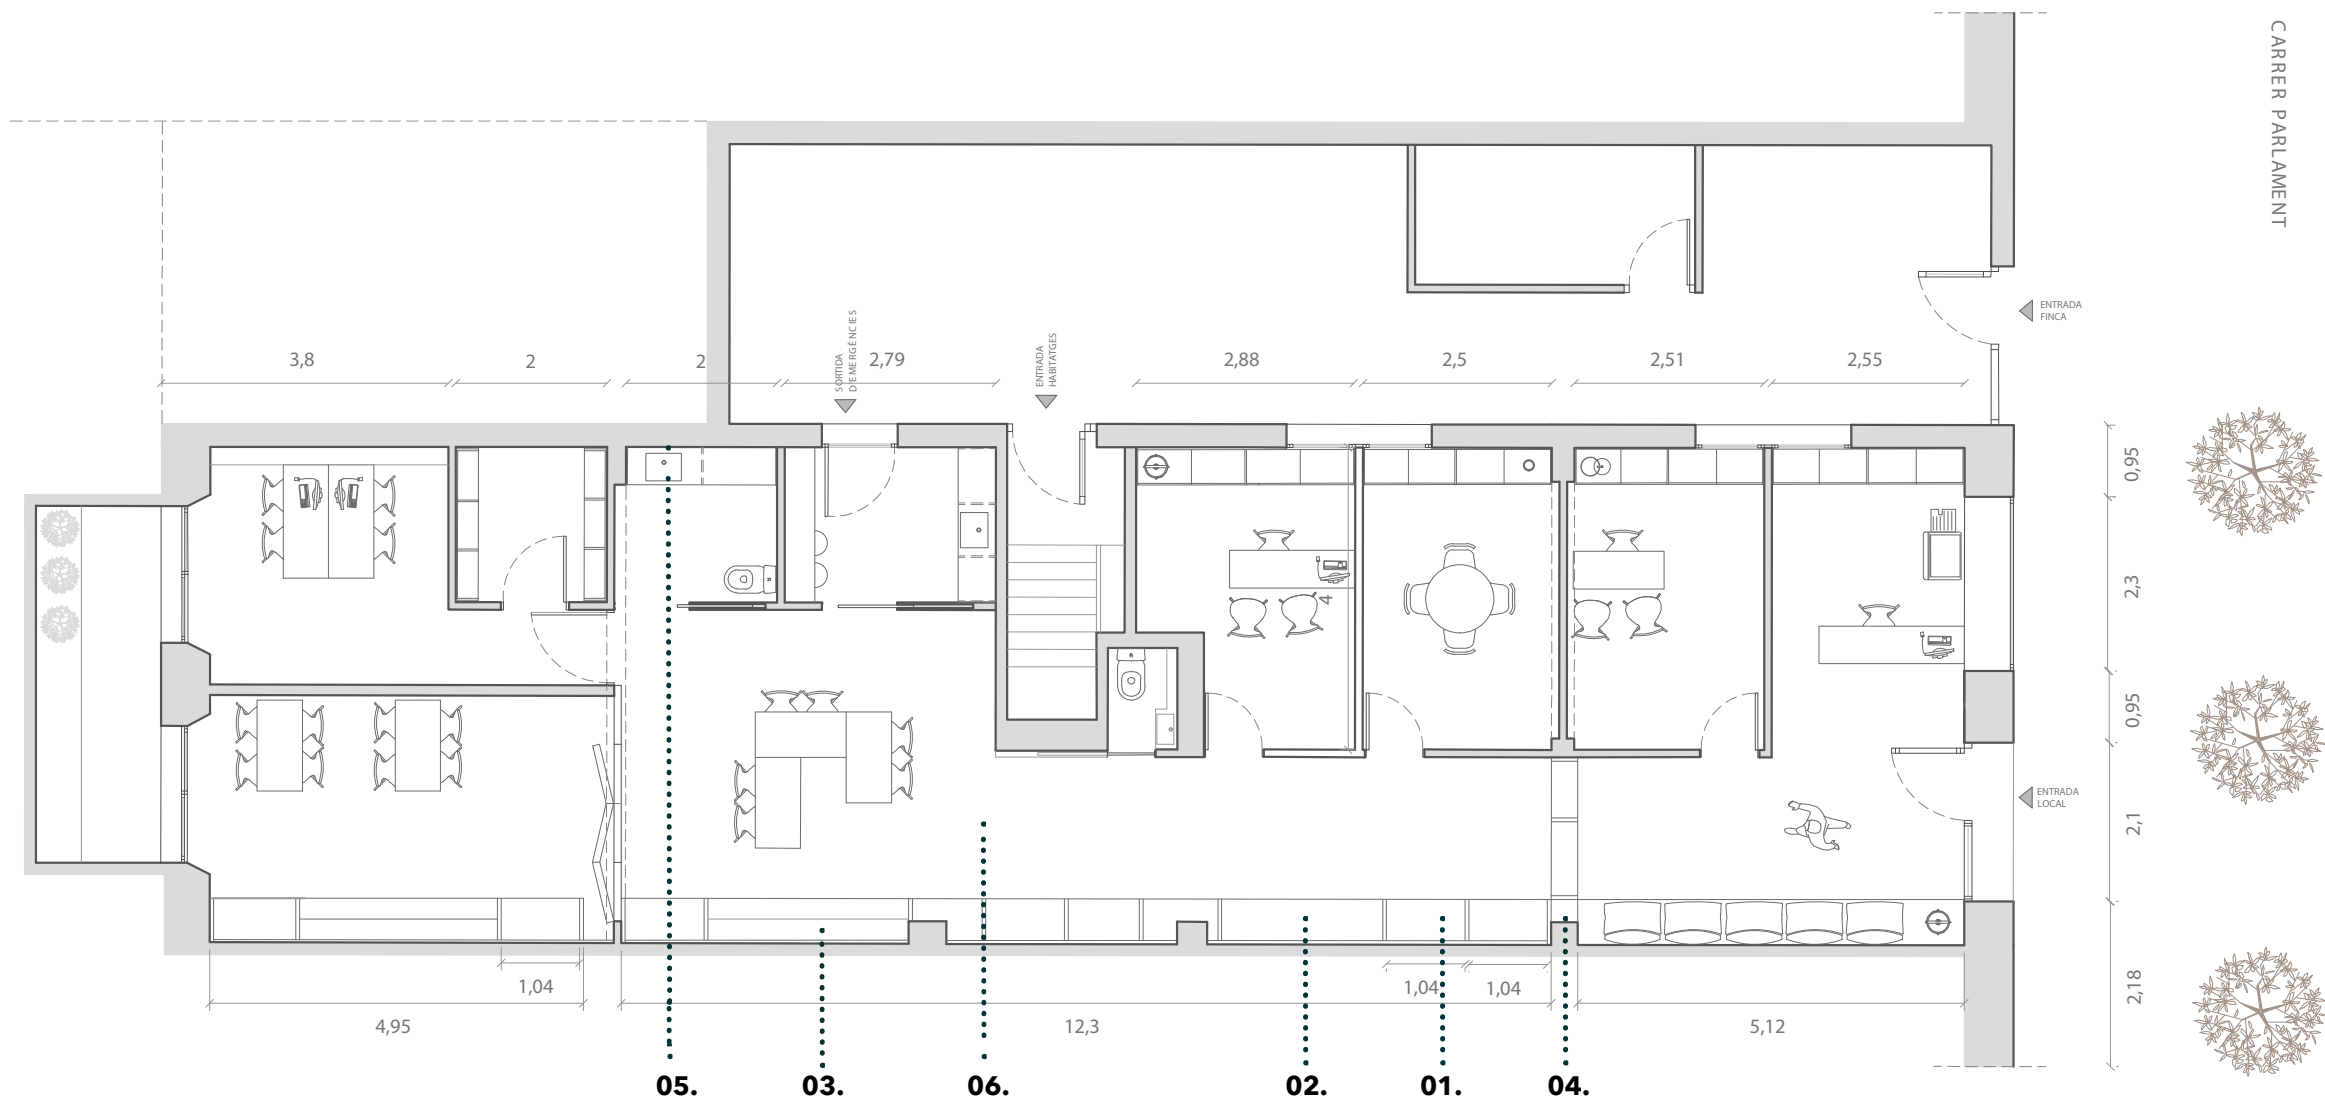 CARRER PARLAMENT
ENTRADA
FINCA
SORTIDA
D'EMERGÈNCIES
ENTRADA
HABITATGES
3,8
2
2
2,79
2,88
2,5
2,51
2,55
0,95
2,3
4
0,95
ENTRADA
LOCAL
2,1
2,18
1,04
1,04
1,04
4,95
12,3
5,12
05.
03.
06.
02.
01.
04.